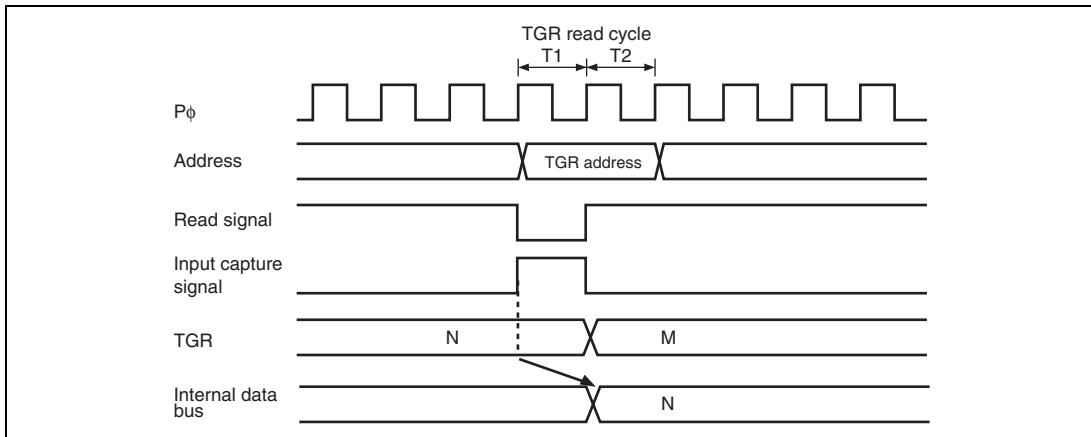 TGR read cycle
T1 T2
Pϕ
Address
TGR address
Read signal
Input capture
signal
TGR
N M
Internal data
bus
N